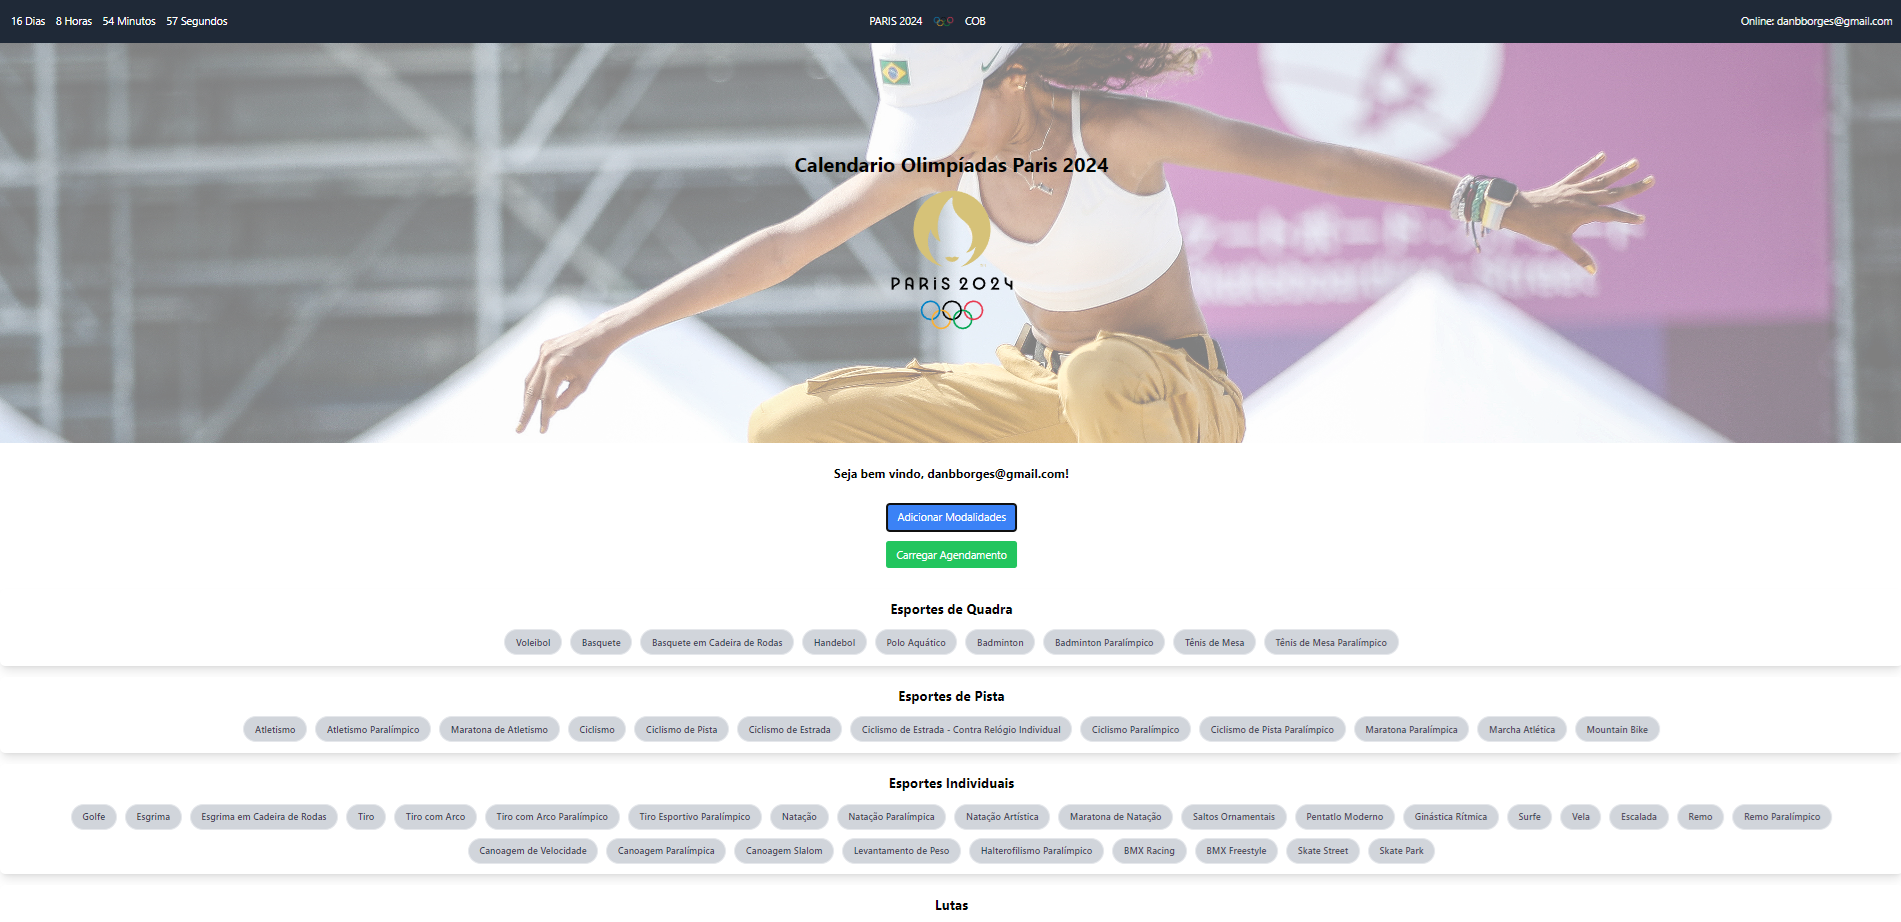 16 Dias 8 Horas 54 Minutos 57 Segundos PARIS 2024 COB Online: danbborges@gmail.com
Calendario Olimpíadas Paris 2024
PARIS 2024
Seja bem vindo, danbborges@gmail.com!
Adicionar Modalidades
Carregar Agendamento
Esportes de Quadra
Voleibol Basquete Basquete em Cadeira de Rodas Handebol Polo Aquático Badminton Badminton Paralímpico Tênis de Mesa Tênis de Mesa Paralímpico
Esportes de Pista
Atletismo Atletismo Paralímpico Maratona de Atletismo Ciclismo Ciclismo de Pista Ciclismo de Estrada Ciclismo de Estrada - Contra Relógio Individual Ciclismo Paralímpico Ciclismo de Pista Paralímpico Maratona Paralímpica Marcha Atlética Mountain Bike
Esportes Individuais
Golfe Esgrima Esgrima em Cadeira de Rodas Tiro Tiro com Arco Tiro com Arco Paralímpico Tiro Esportivo Paralímpico Natação Natação Paralímpica Natação Artística Maratona de Natação Saltos Ornamentais Pentatlo Moderno Ginástica Rítmica Surfe Vela Escalada Remo Remo Paralímpico
Canoagem de Velocidade Canoagem Paralímpica Canoagem Slalom Levantamento de Peso Halterofilismo Paralímpico BMX Racing BMX Freestyle Skate Street Skate Park
Lutas